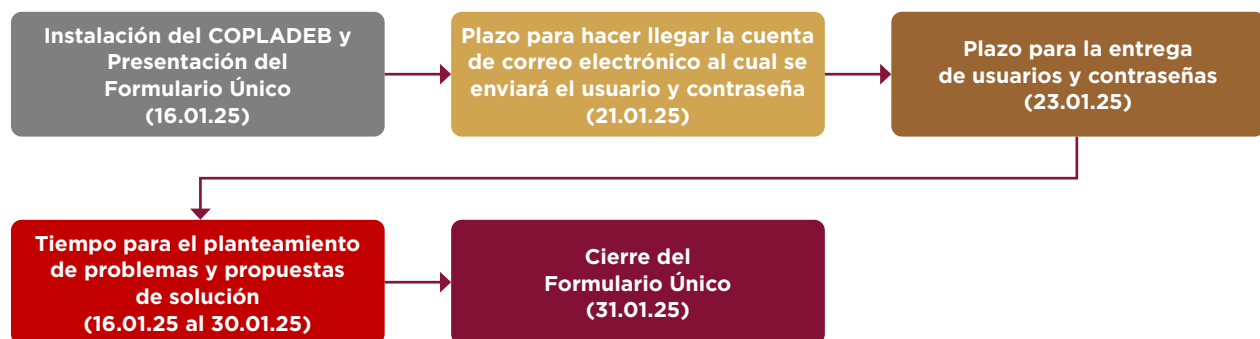 Instalación del COPLADEB y
Presentación del
Formulario Único
(16.01.25)
Plazo para hacer llegar la cuenta
de correo electrónico al cual se
enviará el usuario y contraseña
(21.01.25)
Plazo para la entrega
de usuarios y contraseñas
(23.01.25)
Tiempo para el planteamiento
de problemas y propuestas
de solución
(16.01.25 al 30.01.25)
Cierre del
Formulario Único
(31.01.25)